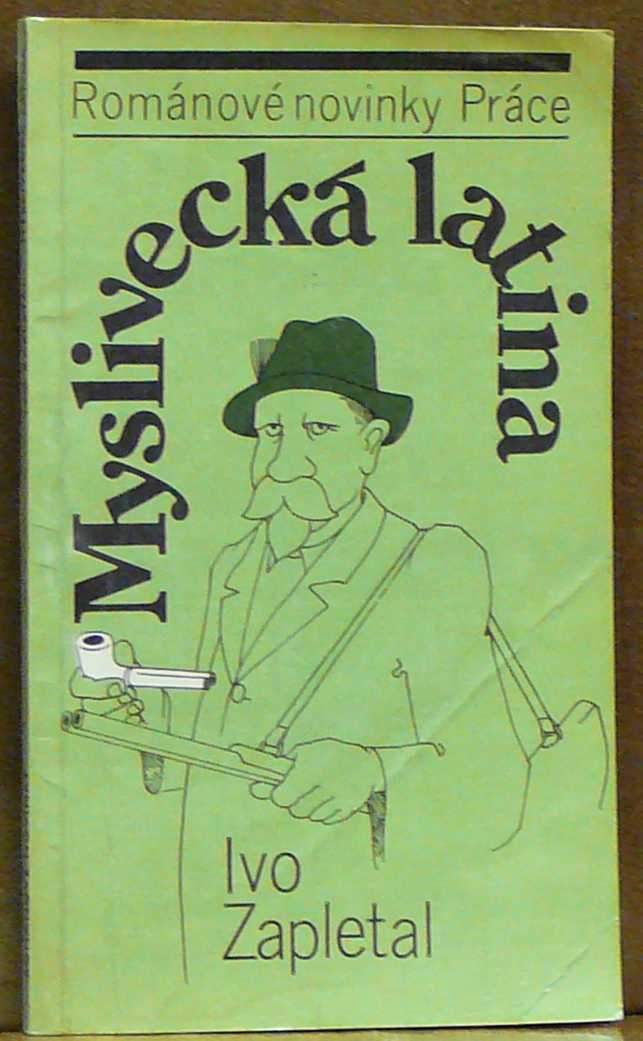 Románové novinky Práce
Myslivecká latina
Ivo
Zapletal